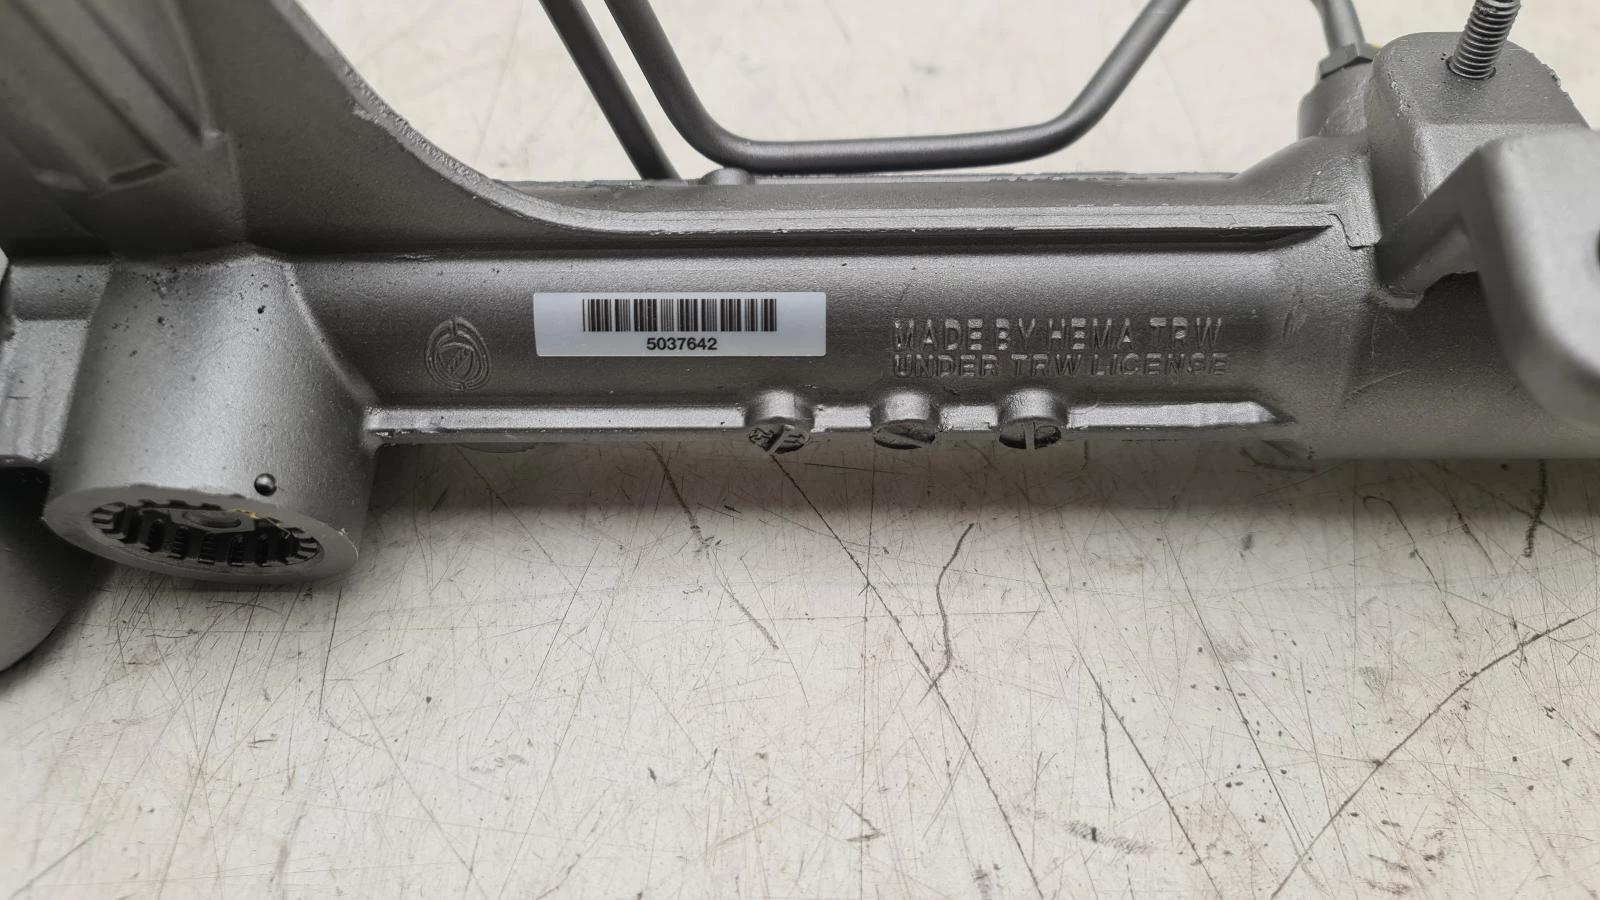 5037642
MADE BY HEMA TRW
UNDER TRW LICENSE